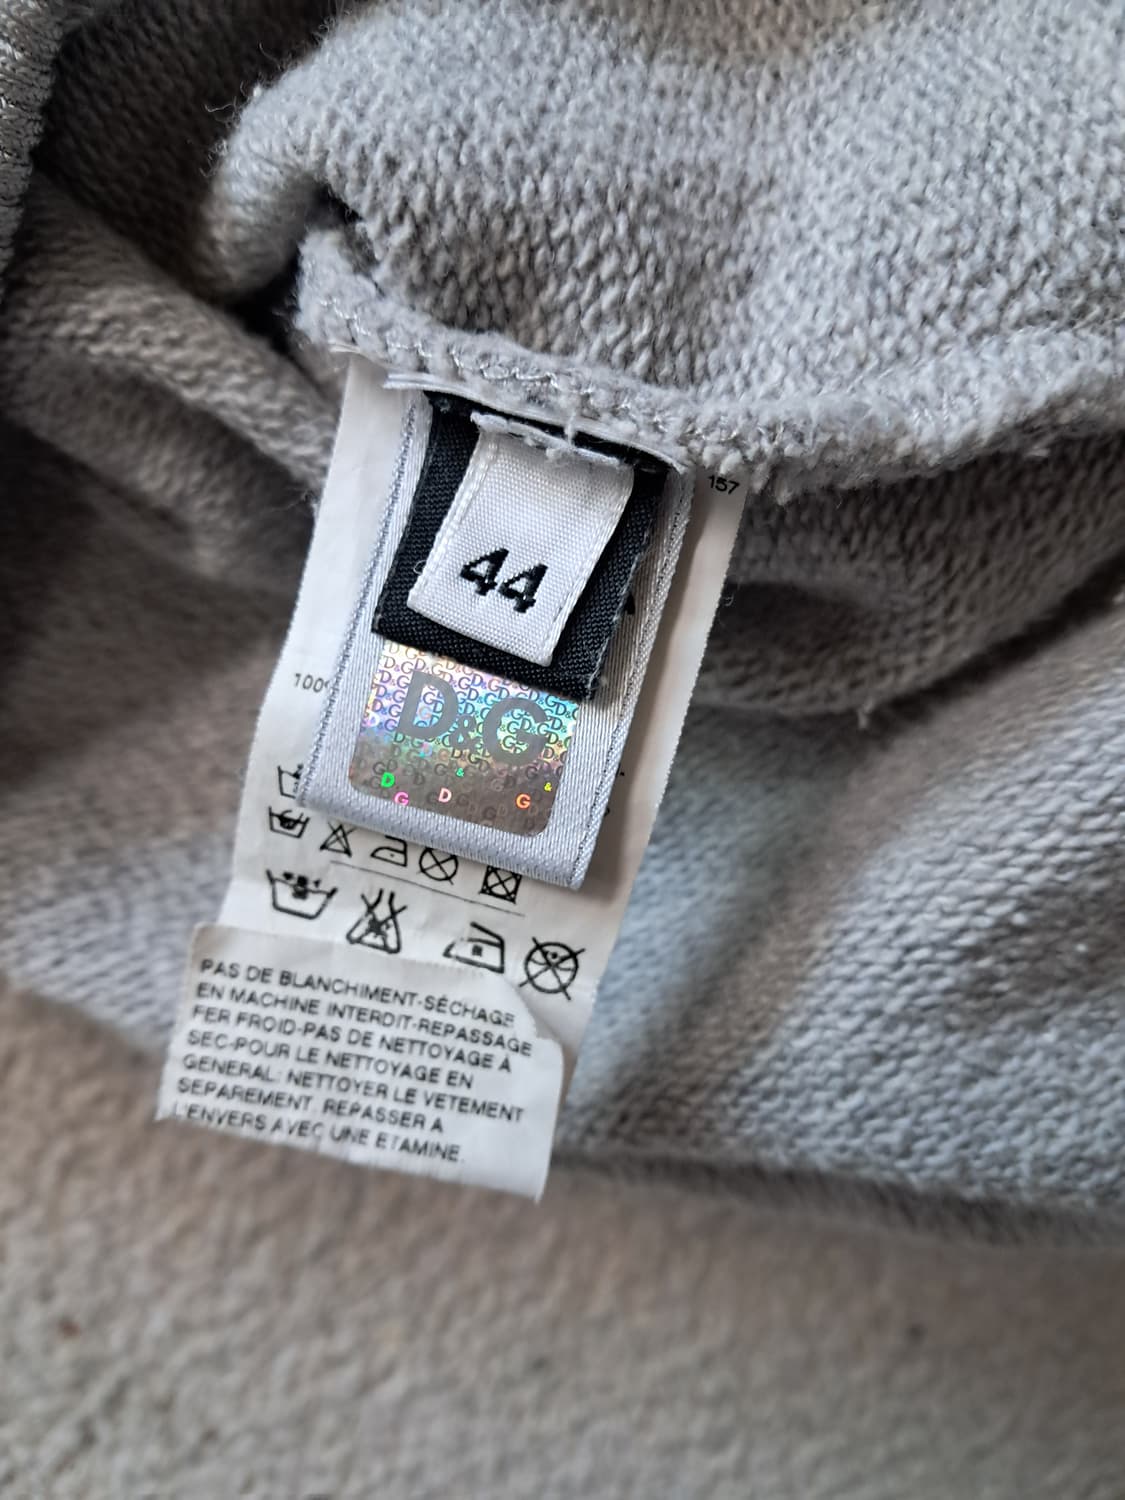 157
44
100%
D&G
PAS DE BLANCHIMENT-SÉCHAGE
EN MACHINE INTERDIT-REPASSAGE
FER FROID-PAS DE NETTOYAGE À
SEC-POUR LE NETTOYAGE EN
GENERAL: NETTOYER LE VETEMENT
SEPAREMENT. REPASSER A
L'ENVERS AVEC UNE ETAMINE.